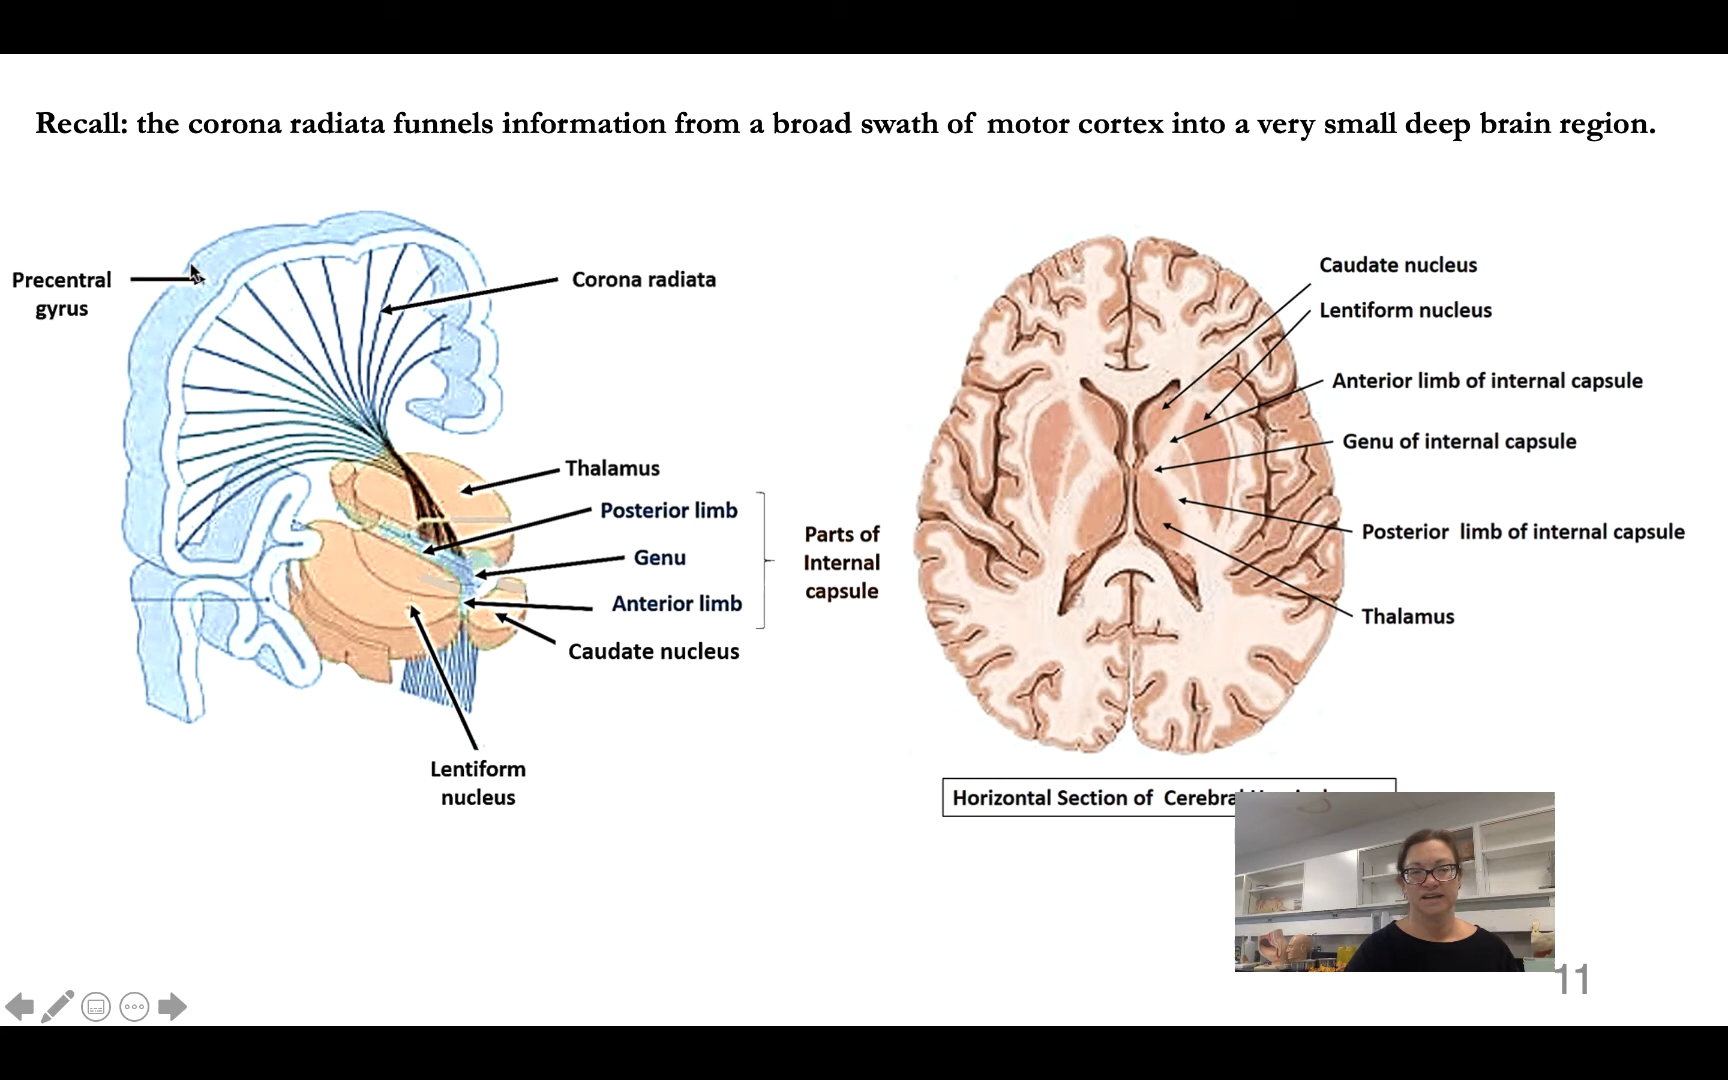 Recall: the corona radiata funnels information from a broad swath of motor cortex into a very small deep brain region.
Precentral
gyrus
Corona radiata
Thalamus
Posterior limb
Genu
Anterior limb
Caudate nucleus
Parts of
Internal
capsule
Lentiform
nucleus
Caudate nucleus
Lentiform nucleus
Anterior limb of internal capsule
Genu of internal capsule
Posterior limb of internal capsule
Thalamus
Horizontal Section of
11